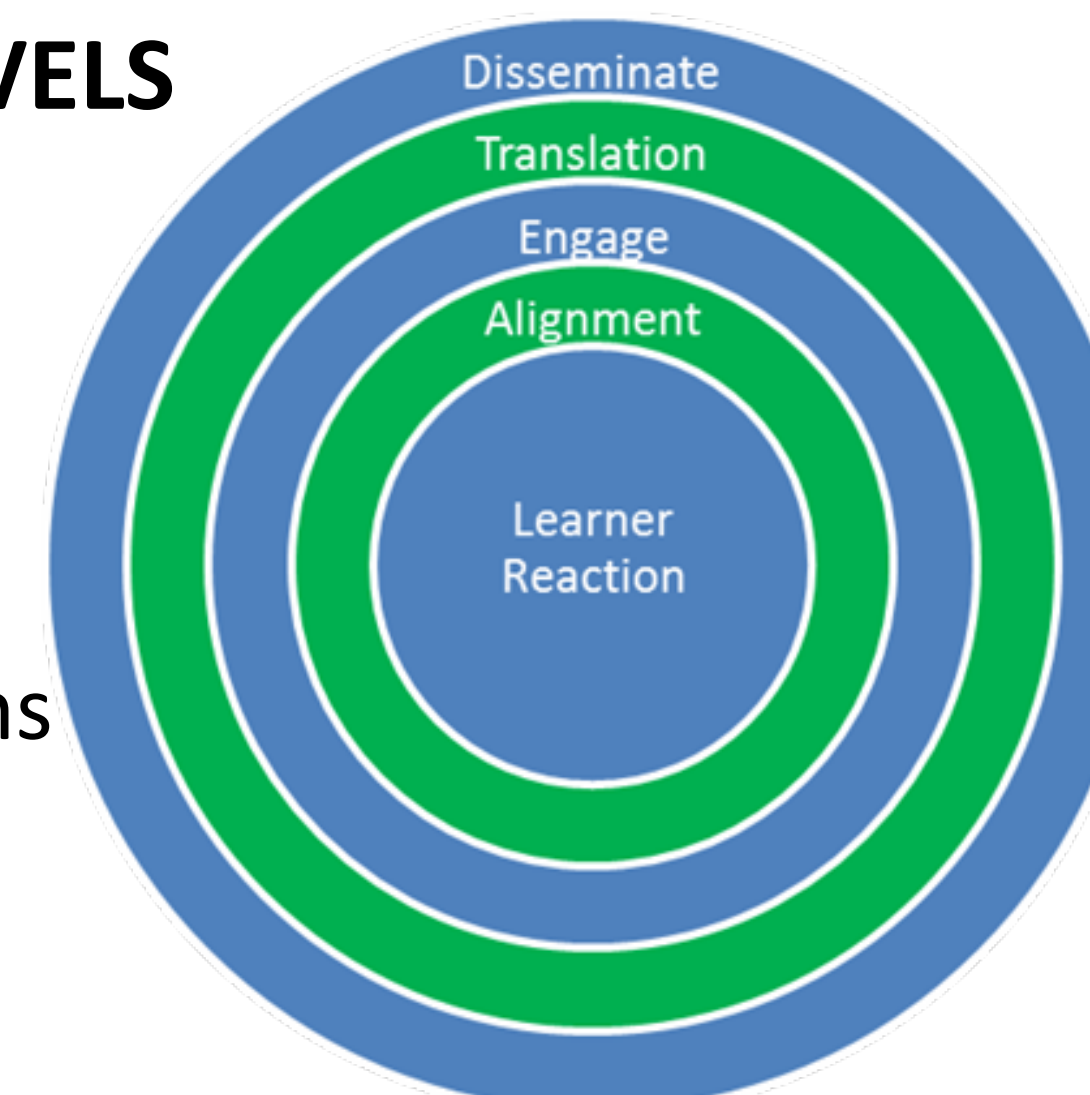 VELS
Disseminate
Translation
Engage
Alignment
Learner
Reaction
ns